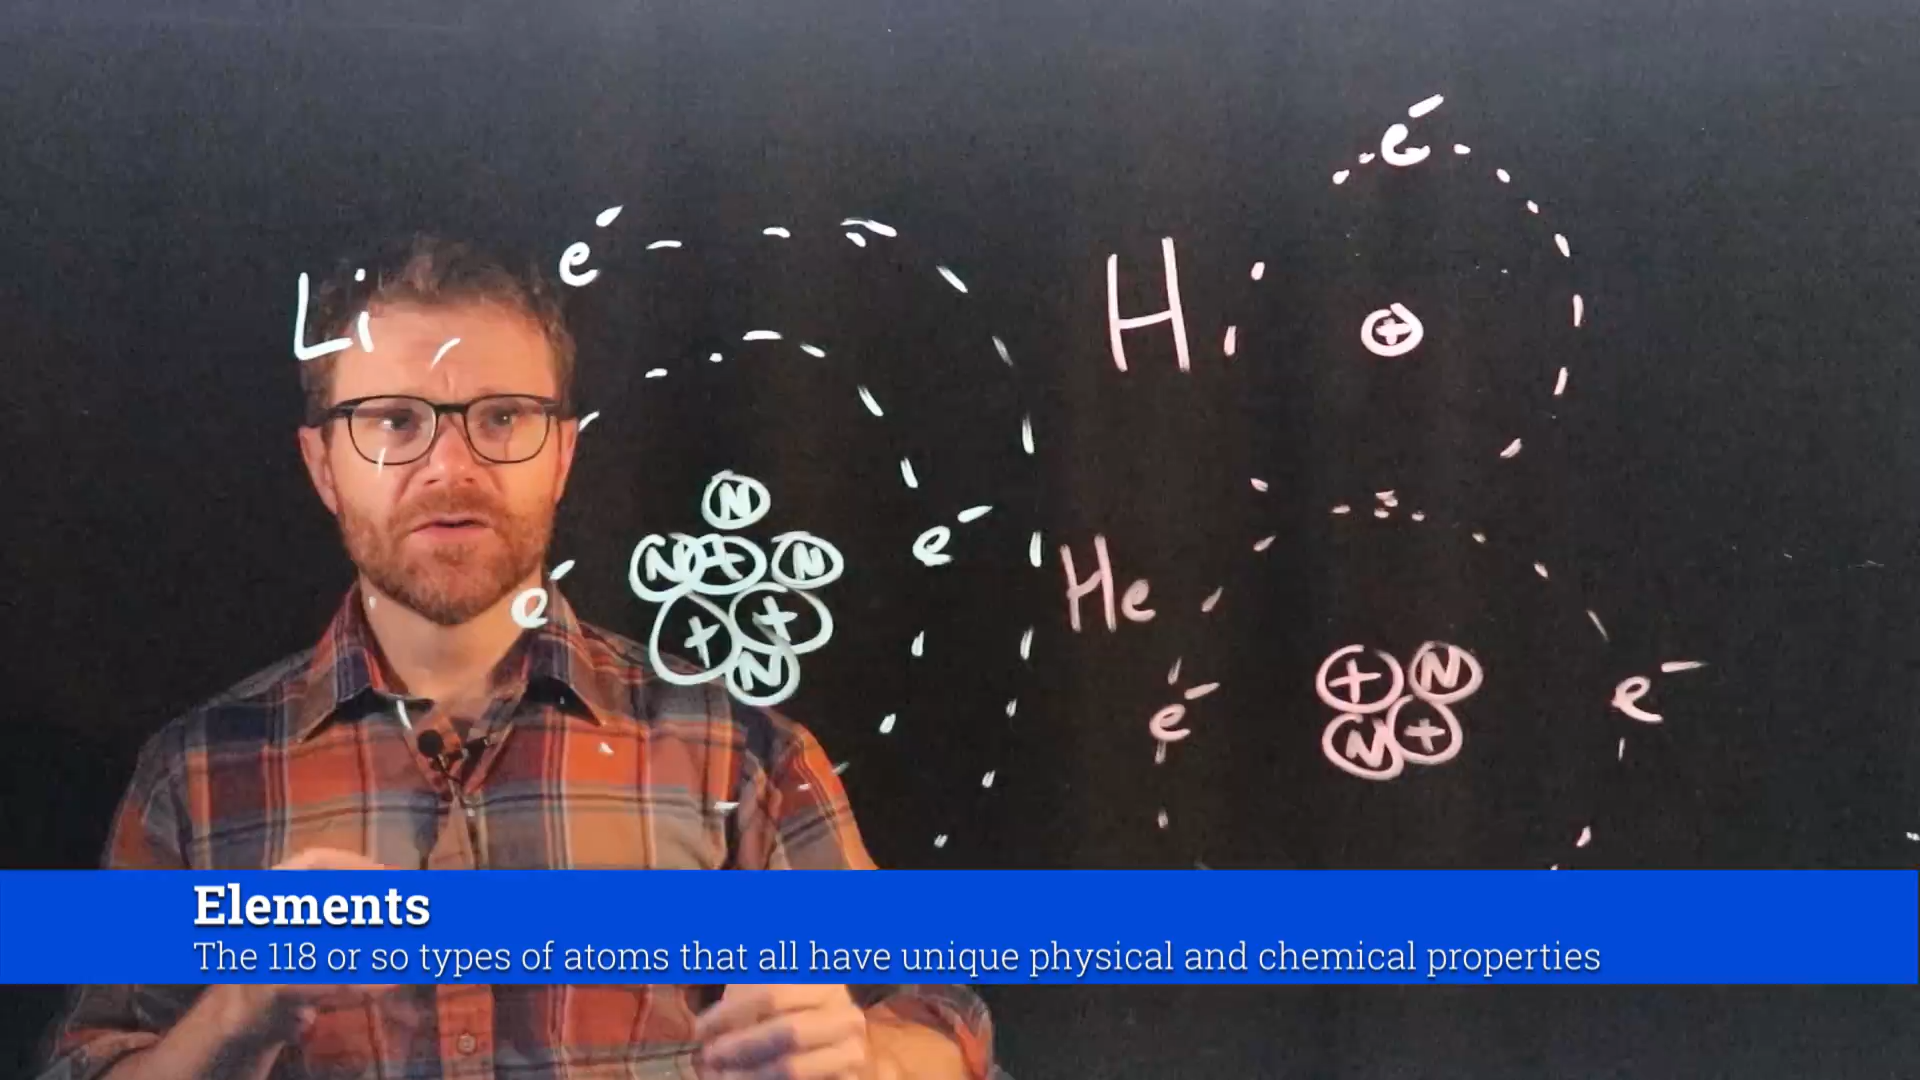 Li
e-
e-
e-
N
N + N
+ +
N
H
e-
+
He
e-
e-
+ N
N +
Elements
The 118 or so types of atoms that all have unique physical and chemical properties